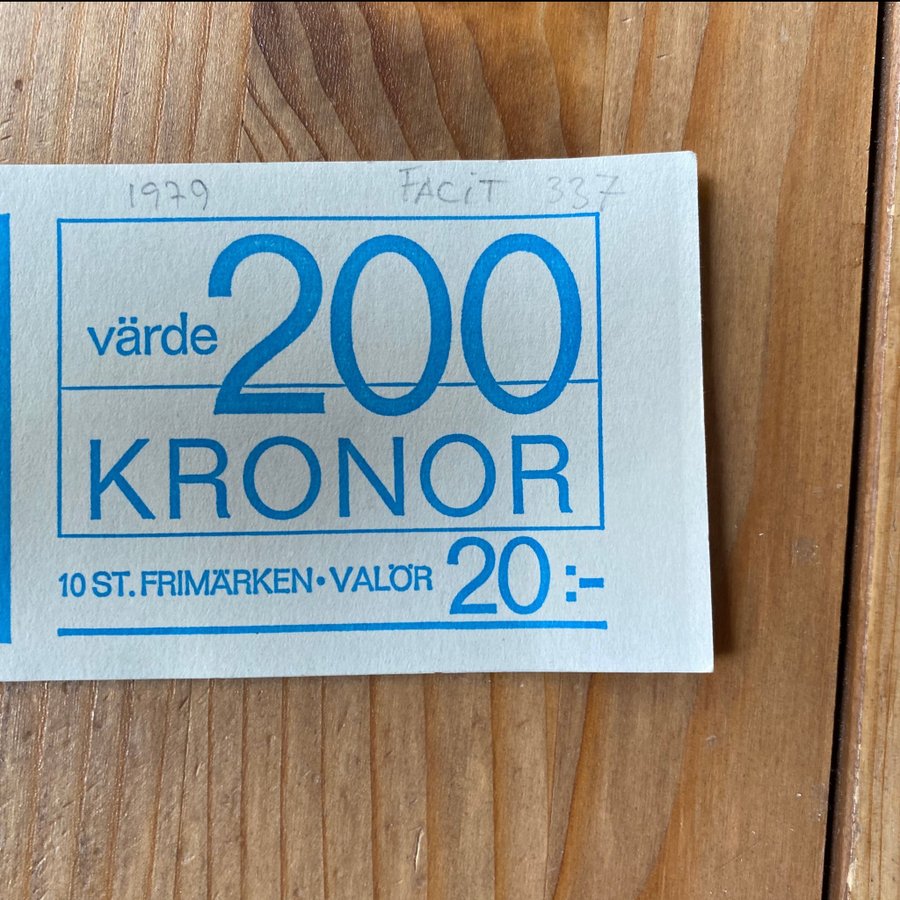 1979 FACiT 337
värde 200
KRONOR
10 ST. FRIMÄRKEN • VALÖR 20:-